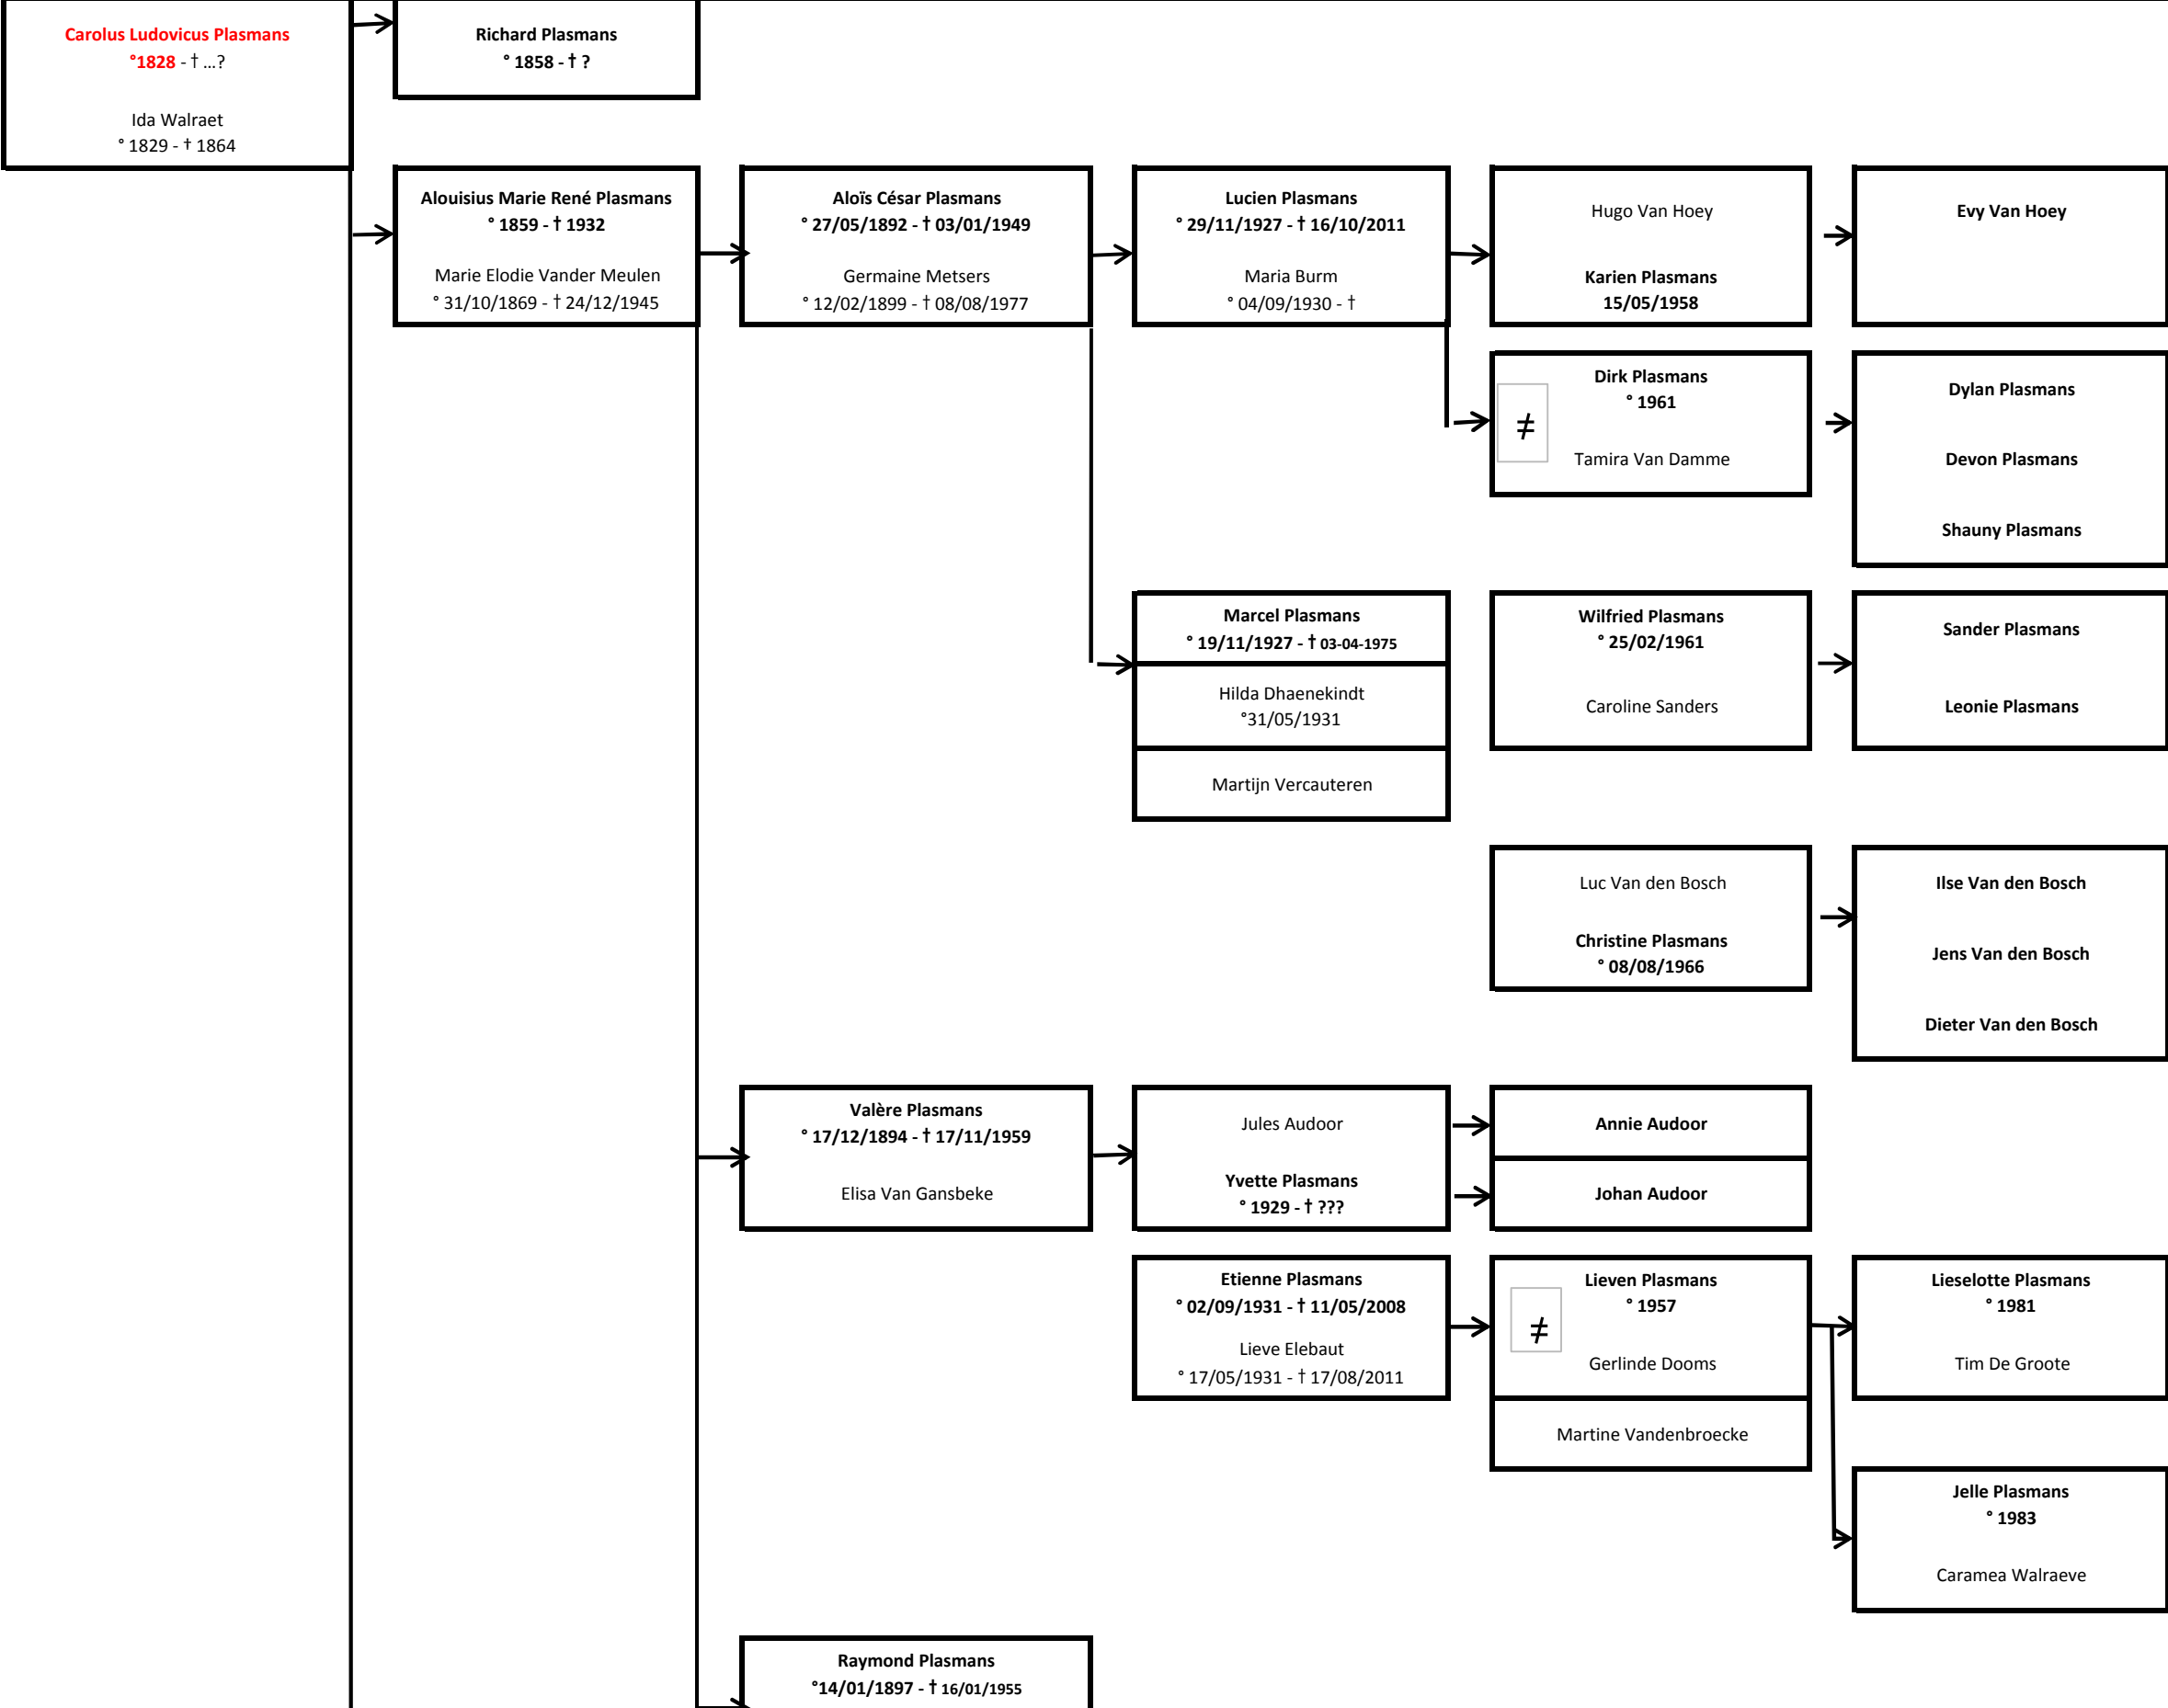 Carolus Ludovicus Plasmans
°1828 - † ...?
Ida Walraet
° 1829 - † 1864
Richard Plasmans
° 1858 - † ?
Alouisius Marie René Plasmans
° 1859 - † 1932
Marie Elodie Vander Meulen
° 31/10/1869 - † 24/12/1945
Aloïs César Plasmans
° 27/05/1892 - † 03/01/1949
Germaine Metsers
° 12/02/1899 - † 08/08/1977
Lucien Plasmans
° 29/11/1927 - † 16/10/2011
Maria Burm
° 04/09/1930 - †
Hugo Van Hoey
Karien Plasmans
15/05/1958
Evy Van Hoey
Dirk Plasmans
° 1961
≠
Tamira Van Damme
Dylan Plasmans
Devon Plasmans
Shauny Plasmans
Marcel Plasmans
° 19/11/1927 - † 03-04-1975
Hilda Dhaenekindt
°31/05/1931
Martijn Vercauteren
Wilfried Plasmans
° 25/02/1961
Caroline Sanders
Sander Plasmans
Leonie Plasmans
Luc Van den Bosch
Christine Plasmans
° 08/08/1966
Ilse Van den Bosch
Jens Van den Bosch
Dieter Van den Bosch
Valère Plasmans
° 17/12/1894 - † 17/11/1959
Elisa Van Gansbeke
Jules Audoor
Yvette Plasmans
° 1929 - † ???
Annie Audoor
Johan Audoor
Etienne Plasmans
° 02/09/1931 - † 11/05/2008
Lieve Elebaut
° 17/05/1931 - † 17/08/2011
Lieven Plasmans
° 1957
≠
Gerlinde Dooms
Martine Vandenbroecke
Lieselotte Plasmans
° 1981
Tim De Groote
Jelle Plasmans
° 1983
Caramea Walraeve
Raymond Plasmans
°14/01/1897 - † 16/01/1955